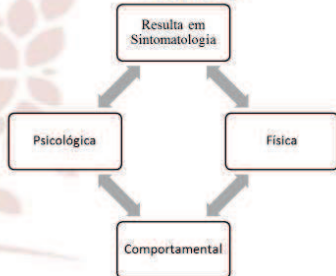 Resulta em
Sintomatologia
Psicológica
Física
Comportamental